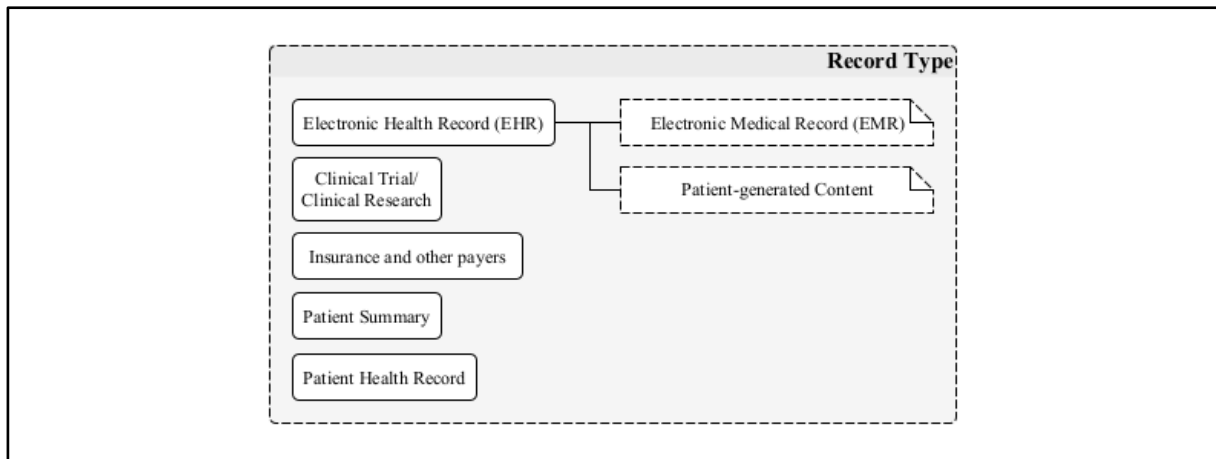 Record Type
Electronic Health Record (EHR)
Electronic Medical Record (EMR)
Clinical Trial/
Clinical Research
Patient-generated Content
Insurance and other payers
Patient Summary
Patient Health Record